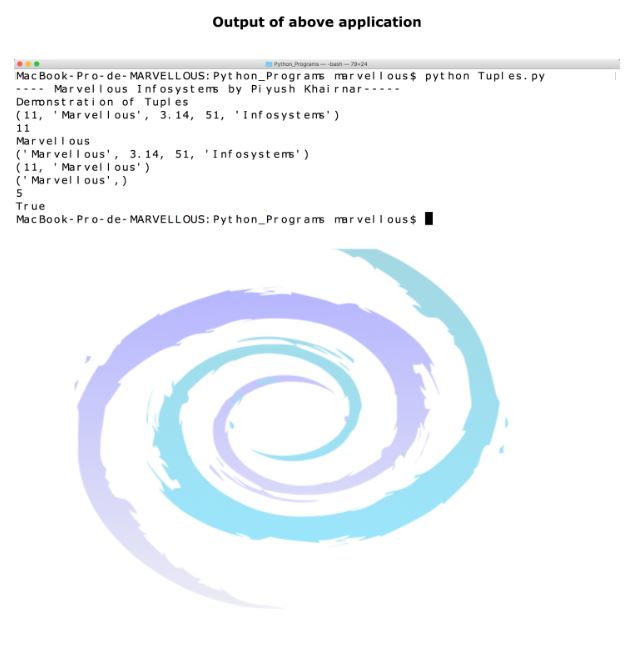 Output of above application
Python_Programs — -bash — 79×24
MacBook-Pro-de-MARVELLOUS:Python_Programs marvellous$ python Tuples.py
---- Marvellous Infosystems by Piyush Khairnar-----
Demonstration of Tuples
(11, 'Marvellous', 3.14, 51, 'Infosystems')
11
Marvellous
('Marvellous', 3.14, 51, 'Infosystems')
(11, 'Marvellous')
('Marvellous',)
5
True
MacBook-Pro-de-MARVELLOUS:Python_Programs marvellous$